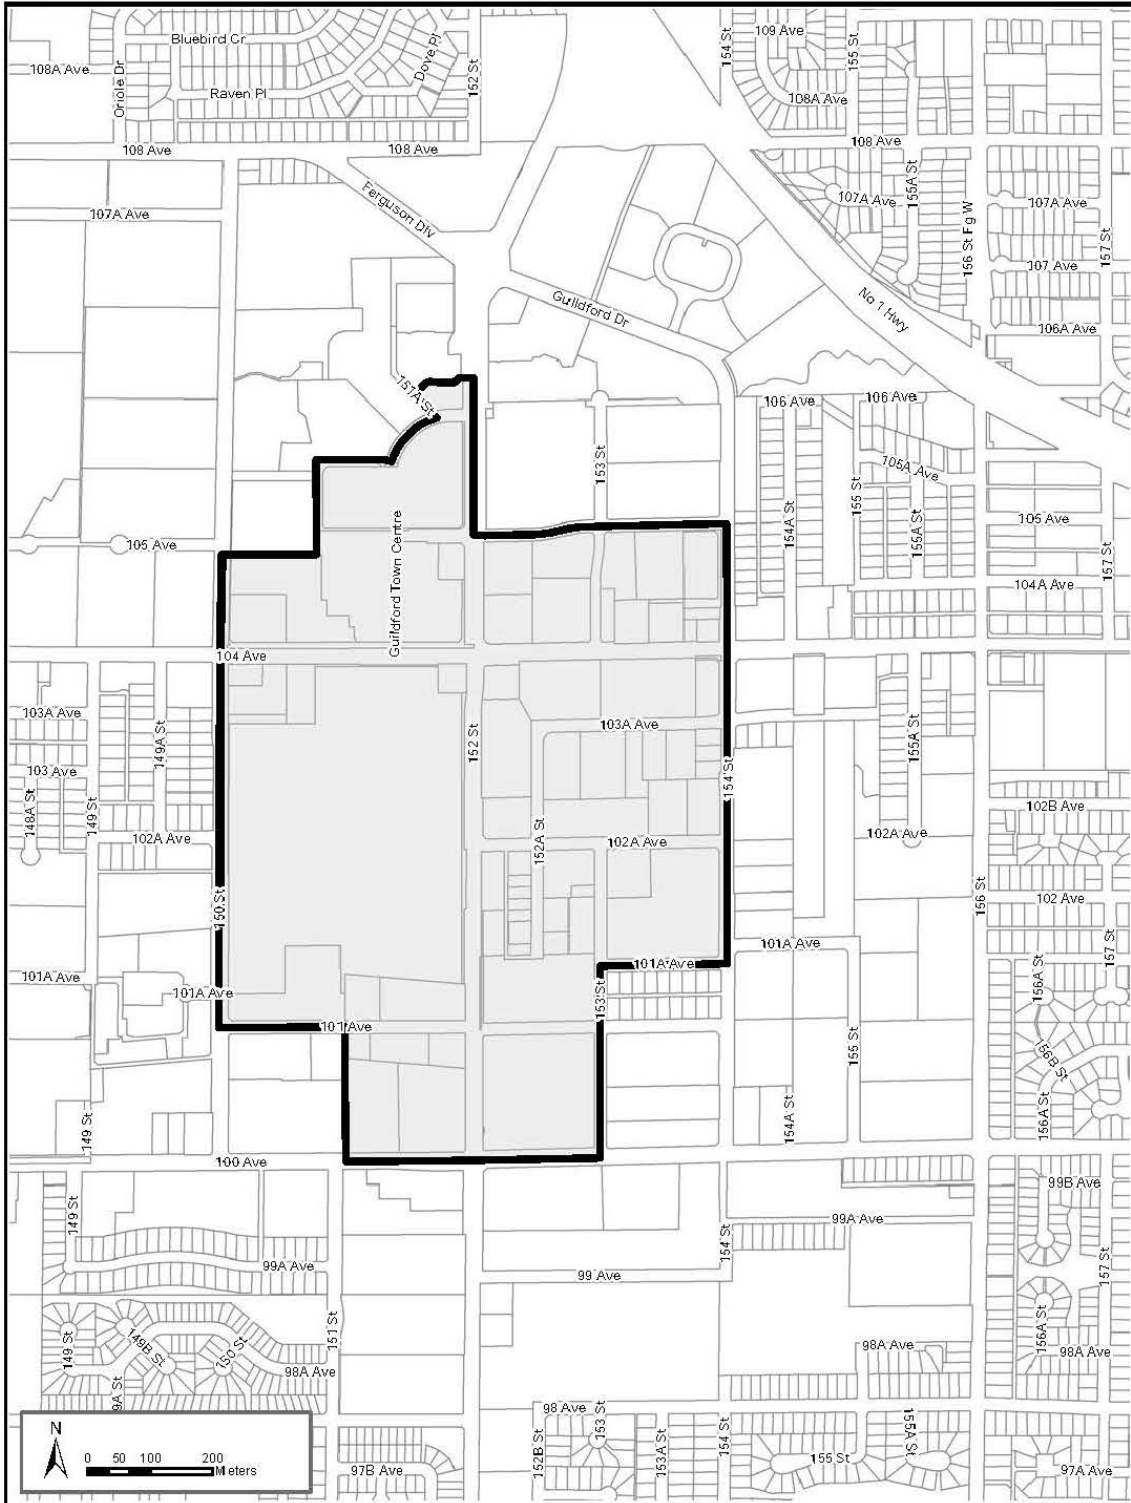 Bluebird Cr
108A Ave
Oriole Dr
Raven Pl
Dove Pl
152 St
154 St
109 Ave
155 St
108A Ave
108 Ave
108 Ave
108 Ave
107A Ave
Ferguson Div
107A Ave
155A St
156 St Fg W
107A Ave
157 St
107 Ave
Guildford Dr
No 1 Hwy
106A Ave
106 Ave
106 Ave
153 St
105A Ave
154A St
155 St
155A St
105 Ave
157 St
105 Ave
104A Ave
Guildford Town Centre
104 Ave
103A Ave
149A St
152 St
103A Ave
155A St
103 Ave
148A St
149 St
154 St
102B Ave
102A Ave
152A St
102A Ave
102A Ave
150 St
156 St
102 Ave
101A Ave
101A Ave
101A Ave
101A Ave
153 St
156A St
157 St
101 Ave
155 St
156B St
149 St
154A St
156A St
100 Ave
99B Ave
149 St
99A Ave
154 St
99A Ave
99 Ave
157 St
149 St
149B St
150 St
151 St
98A Ave
156A St
98A Ave
98A Ave
9A St
98 Ave
152B St
153 St
153A St
154 St
155 St
155A St
97B Ave
97A Ave
N
0 50 100 200
Meters